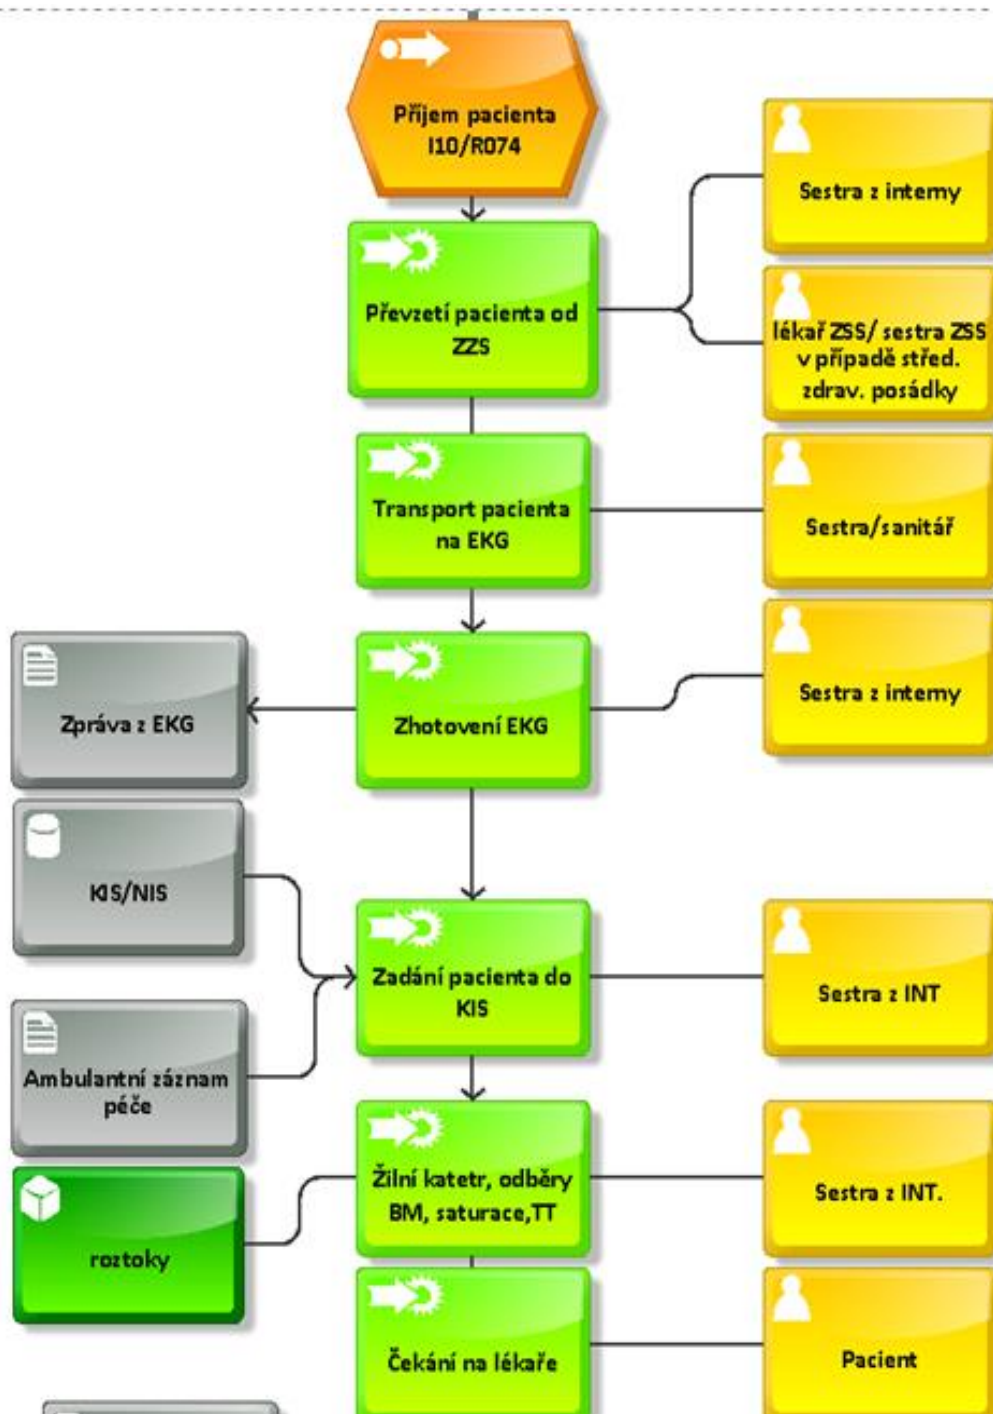 Příjem pacienta
I10/R074
Sestra z interny
Převzetí pacienta od
ZZS
lékař ZSS/ sestra ZSS
v případě střed.
zdrav. posádky
Transport pacienta
na EKG
Sestra/sanitář
Zpráva z EKG
Zhotovení EKG
Sestra z interny
KIS/NIS
Zadání pacienta do
KIS
Sestra z INT
Ambulantní záznam
péče
Žilní katetr, odběry
BM, saturace,TT
Sestra z INT.
roztoky
Čekání na lékaře
Pacient